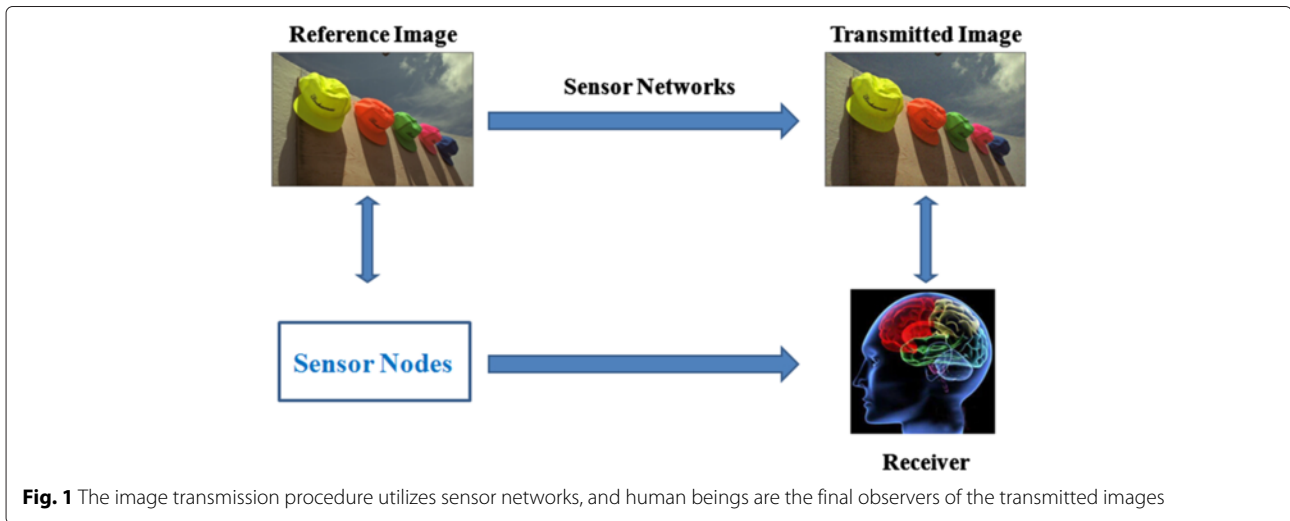 Reference Image
Transmitted Image
Sensor Networks
Sensor Nodes
Receiver
Fig. 1 The image transmission procedure utilizes sensor networks, and human beings are the final observers of the transmitted images